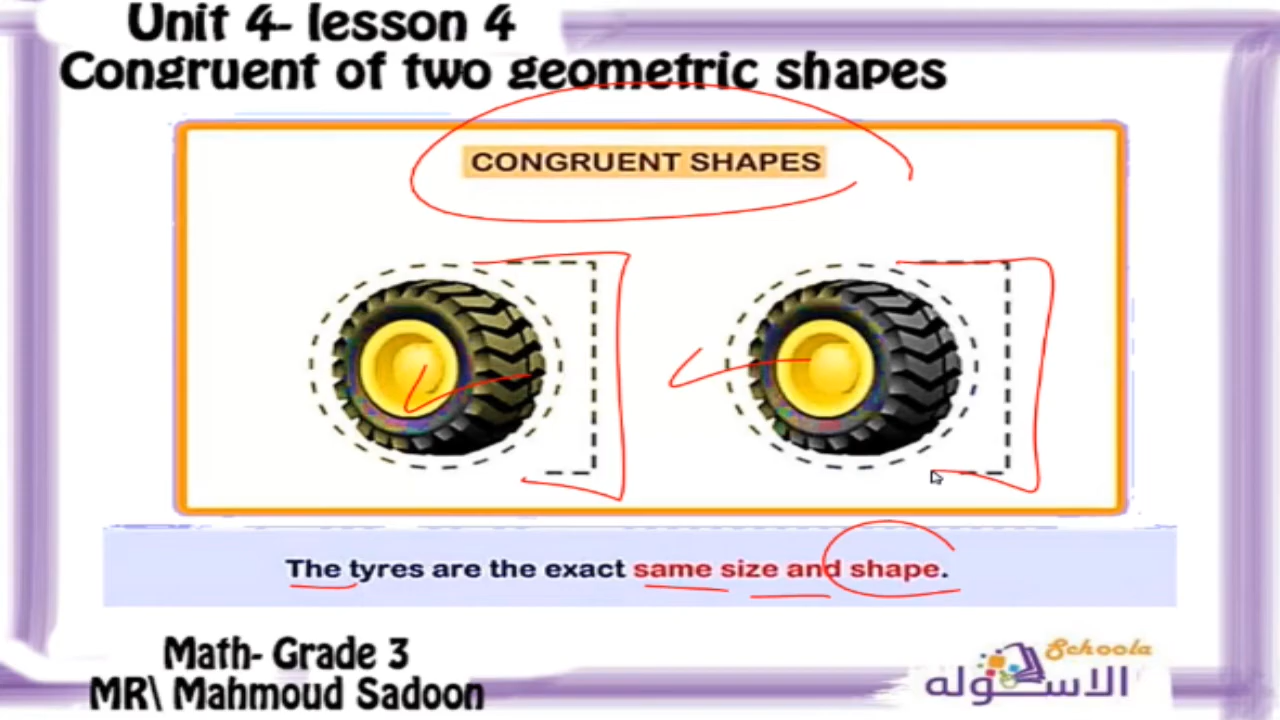 Unit 4- lesson 4
Congruent of two geometric shapes
CONGRUENT SHAPES
The tyres are the exact same size and shape.
Math- Grade 3
MR\ Mahmoud Sadoon
Schoola
الاسكوله